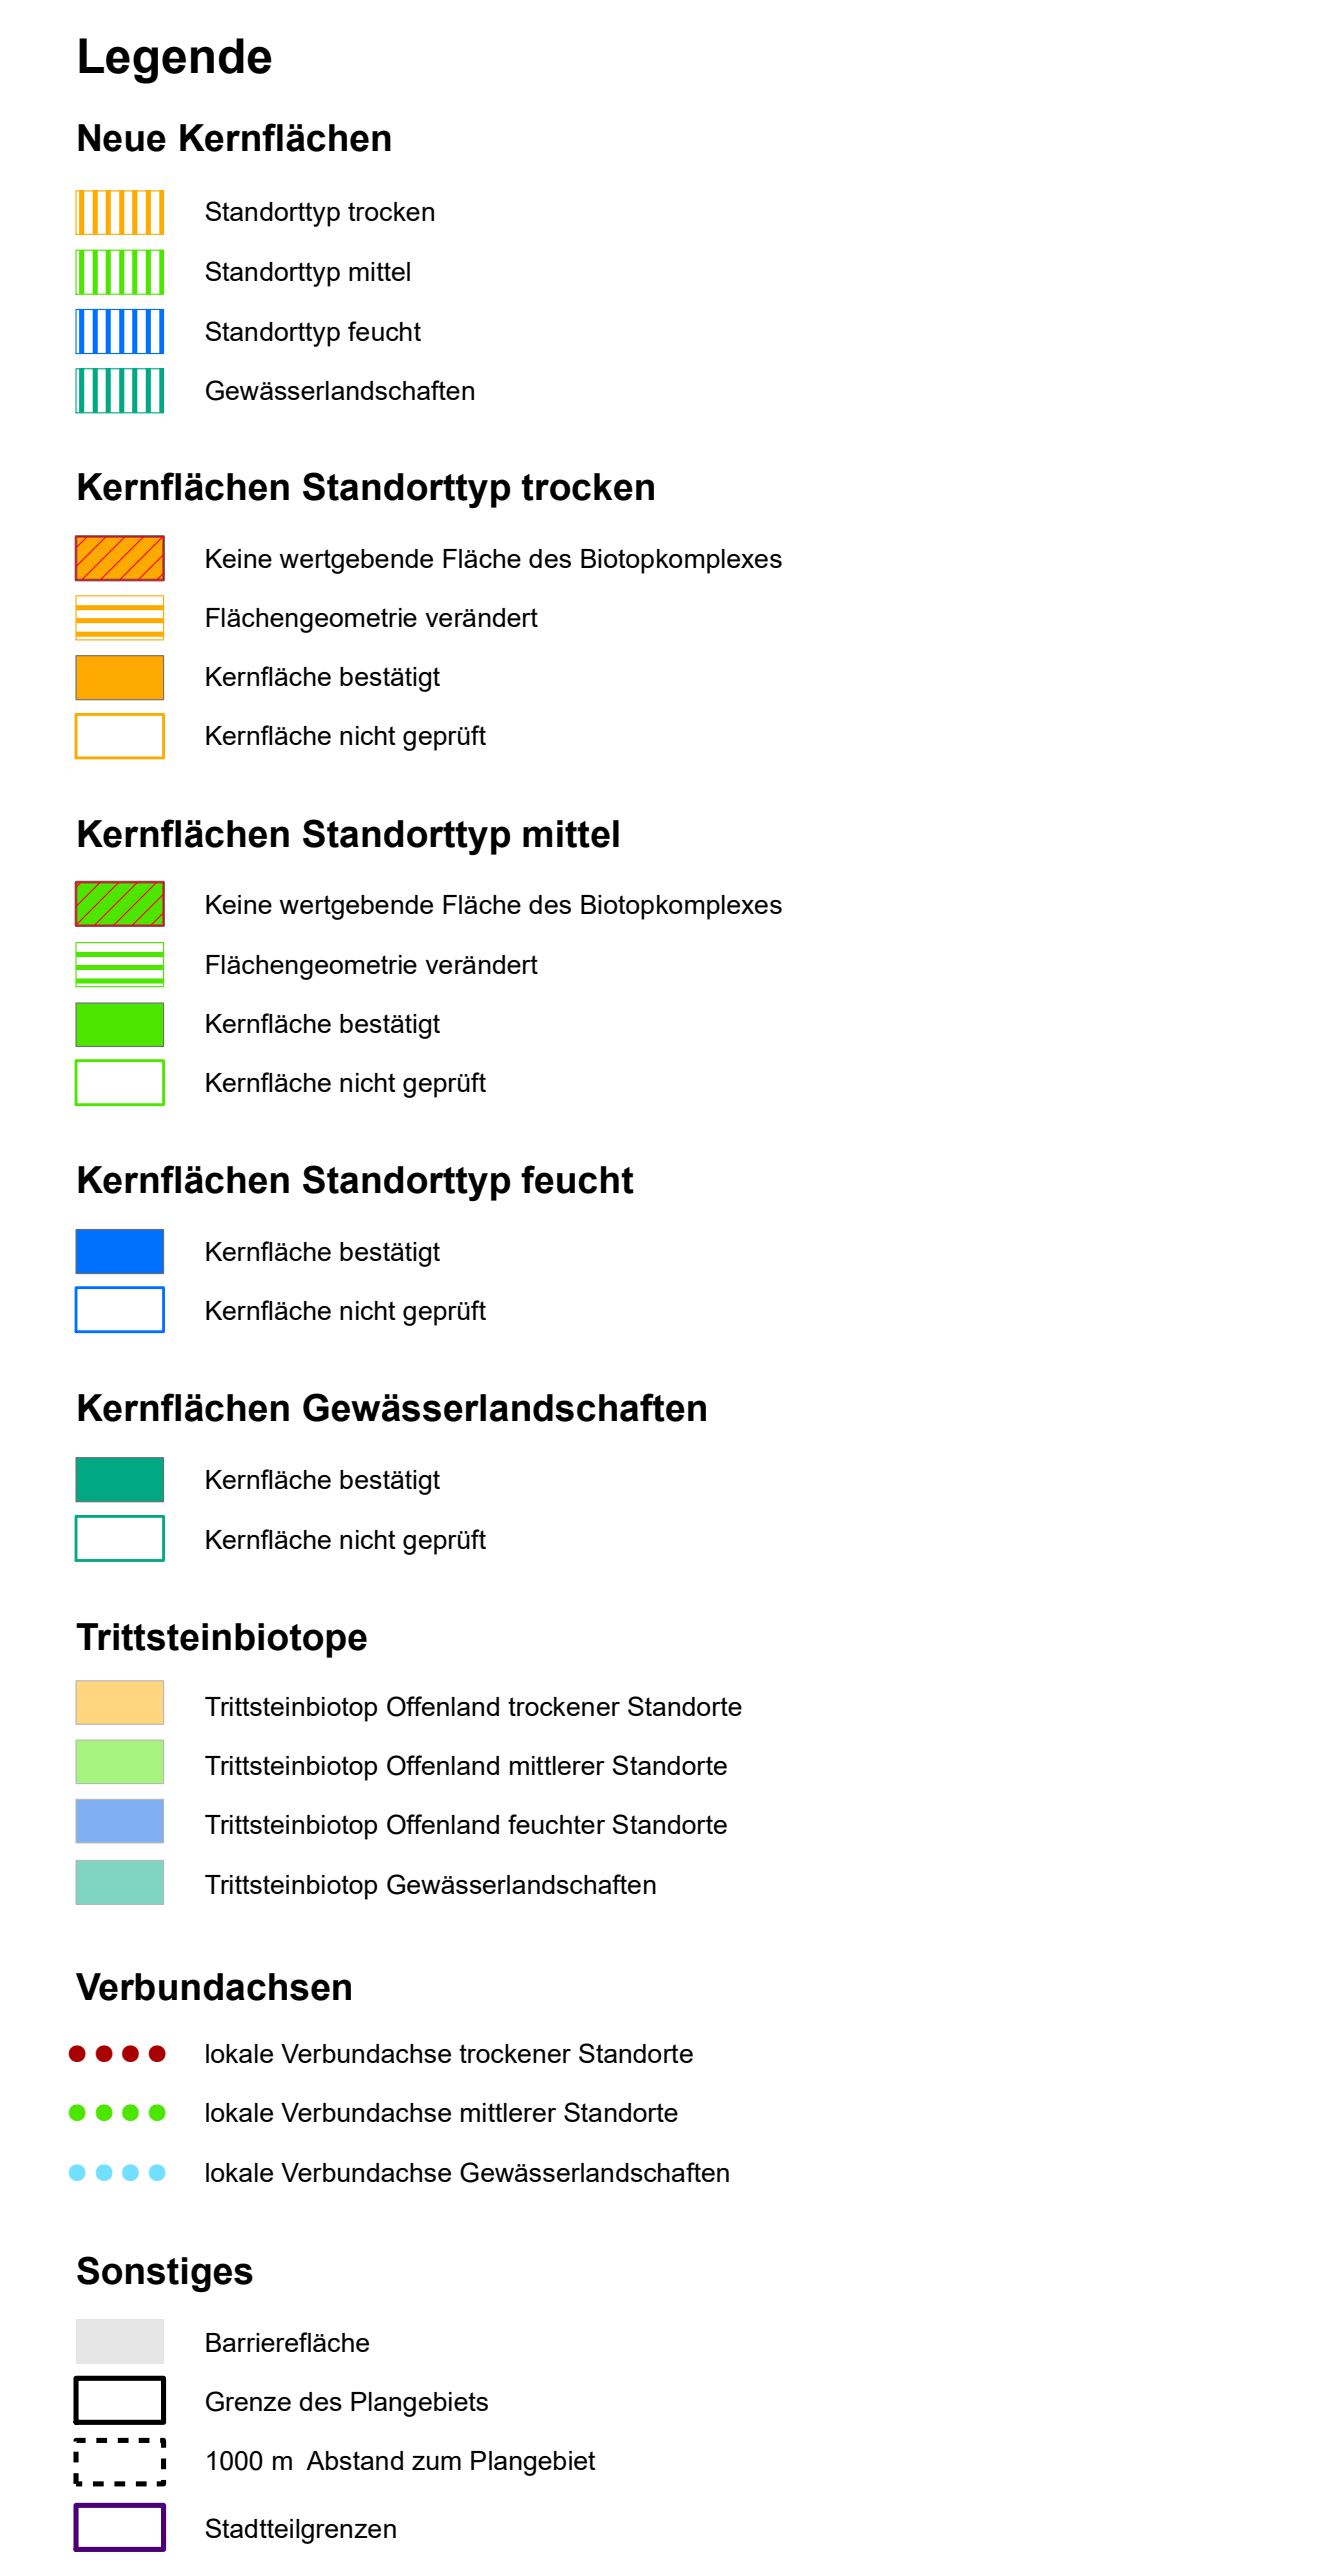 Legende
Neue Kernflächen
Standorttyp trocken
Standorttyp mittel
Standorttyp feucht
Gewässerlandschaften
Kernflächen Standorttyp trocken
Keine wertgebende Fläche des Biotopkomplexes
Flächengeometrie verändert
Kernfläche bestätigt
Kernfläche nicht geprüft
Kernflächen Standorttyp mittel
Keine wertgebende Fläche des Biotopkomplexes
Flächengeometrie verändert
Kernfläche bestätigt
Kernfläche nicht geprüft
Kernflächen Standorttyp feucht
Kernfläche bestätigt
Kernfläche nicht geprüft
Kernflächen Gewässerlandschaften
Kernfläche bestätigt
Kernfläche nicht geprüft
Trittsteinbiotope
Trittsteinbiotop Offenland trockener Standorte
Trittsteinbiotop Offenland mittlerer Standorte
Trittsteinbiotop Offenland feuchter Standorte
Trittsteinbiotop Gewässerlandschaften
Verbundachsen
lokale Verbundachse trockener Standorte
lokale Verbundachse mittlerer Standorte
lokale Verbundachse Gewässerlandschaften
Sonstiges
Barrierefläche
Grenze des Plangebiets
1000 m  Abstand zum Plangebiet
Stadtteilgrenzen